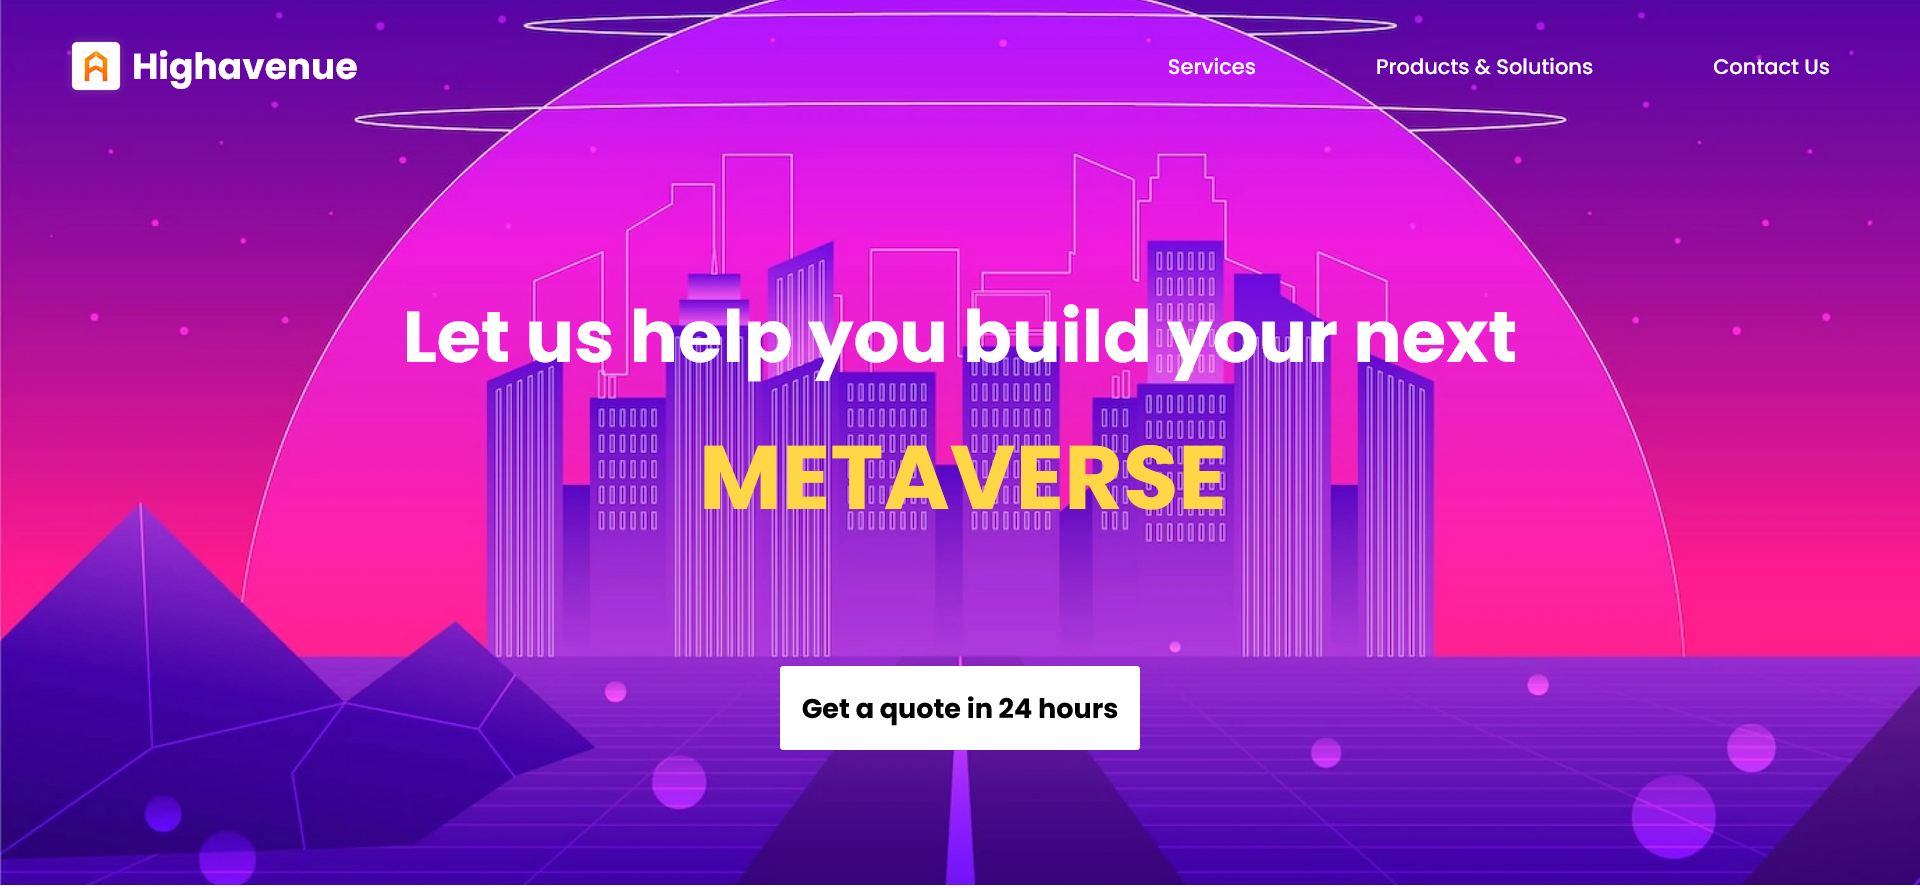 Highavenue
Services
Products & Solutions
Contact Us
Let us help you build your next
METAVERSE
Get a quote in 24 hours